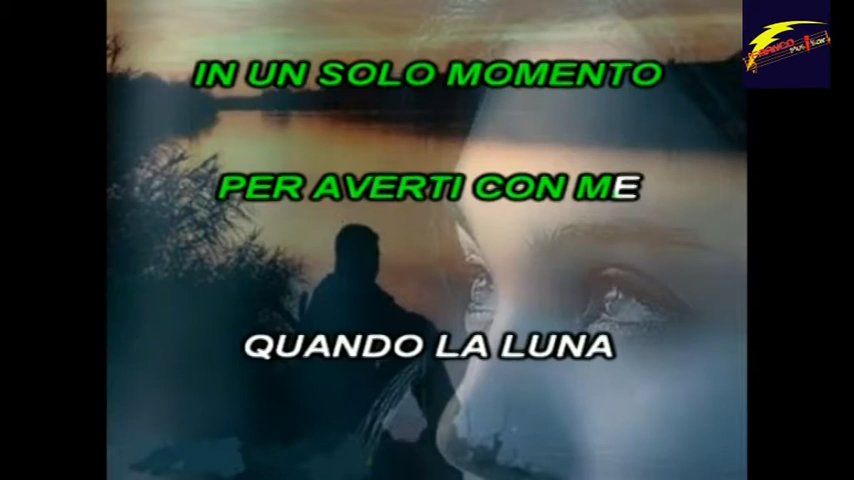 IN UN SOLO MOMENTO
PER AVERTI CON ME
QUANDO LA LUNA